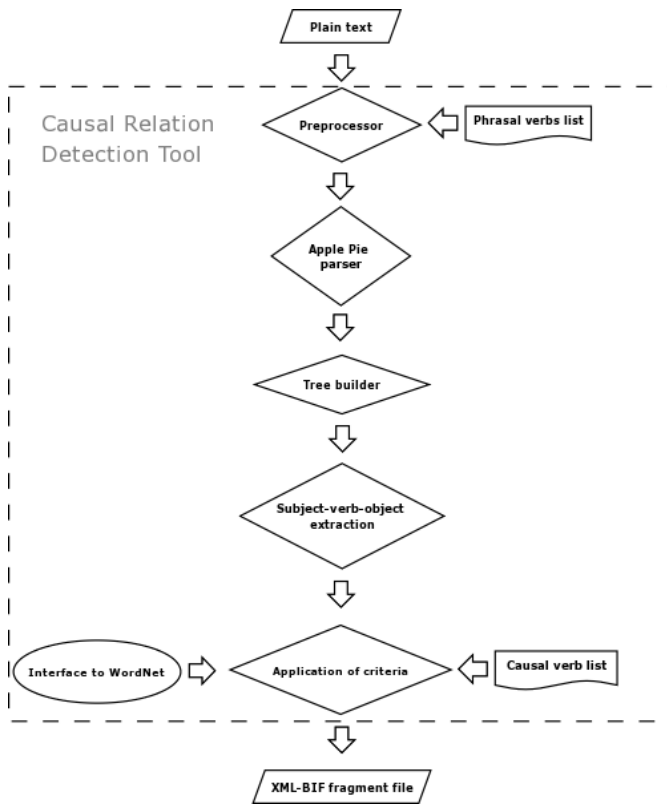 Plain text
Causal Relation
Detection Tool
Preprocessor
Phrasal verbs list
Apple Pie
parser
Tree builder
Subject-verb-object
extraction
Interface to WordNet
Application of criteria
Causal verb list
XML-BIF fragment file